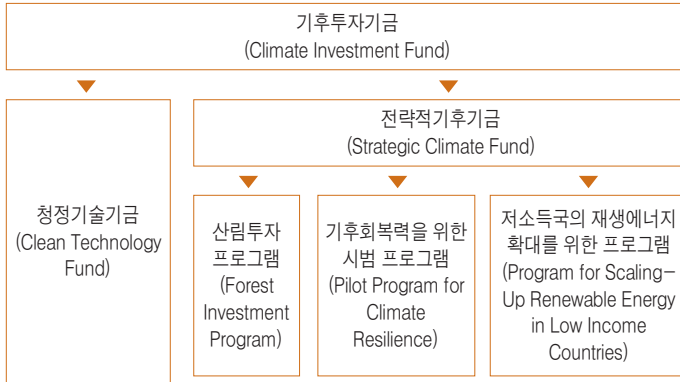 기후투자기금
(Climate Investment Fund)
전략적기후기금
(Strategic Climate Fund)
청정기술기금
(Clean Technology
Fund)
산림투자
프로그램
(Forest
Investment
Program)
기후회복력을 위한
시범 프로그램
(Pilot Program for
Climate
Resilience)
저소득국의 재생에너지
확대를 위한 프로그램
(Program for Scaling–
Up Renewable Energy
in Low Income
Countries)